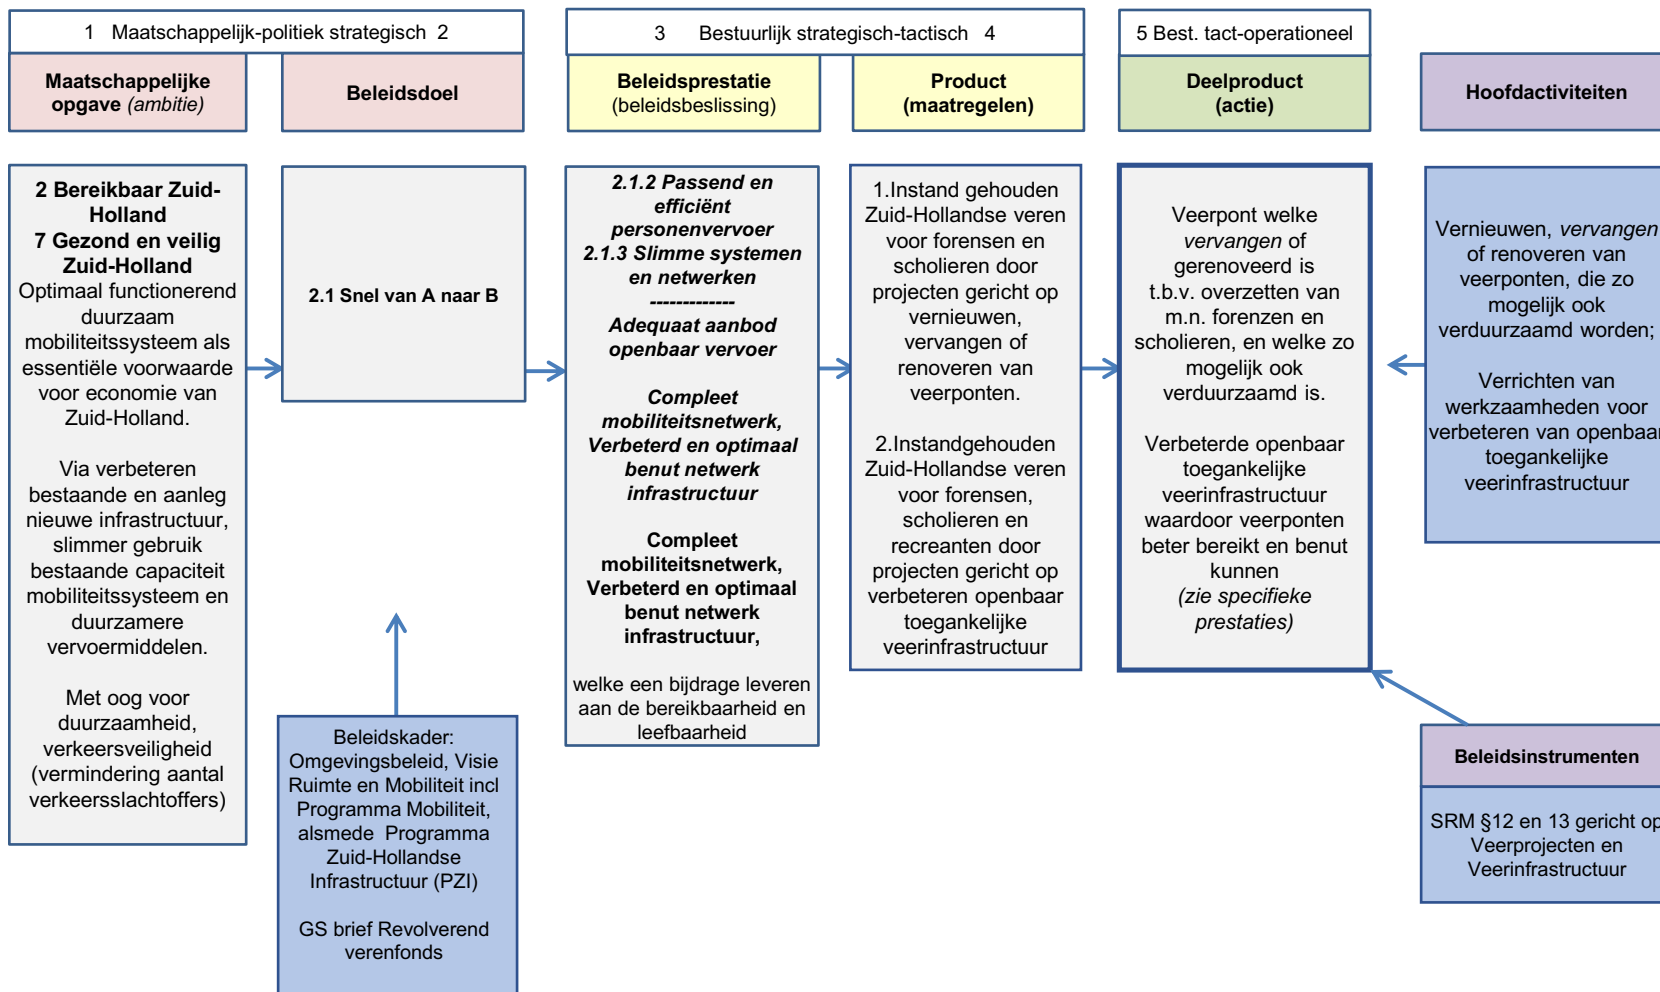 1 Maatschappelijk-politiek strategisch 2
3 Bestuurlijk strategisch-tactisch 4
5 Best. tact-operationeel
Maatschappelijke
opgave (ambitie)
Beleidsdoel
Beleidsprestatie
(beleidsbeslissing)
Product
(maatregelen)
Deelproduct
(actie)
Hoofdactiviteiten
2 Bereikbaar Zuid-
Holland
7 Gezond en veilig
Zuid-Holland
Optimaal functionerend
duurzaam
mobiliteitssysteem als
essentiële voorwaarde
voor economie van
Zuid-Holland.
Via verbeteren
bestaande en aanleg
nieuwe infrastructuur,
slimmer gebruik
bestaande capaciteit
mobiliteitssysteem en
duurzamere
vervoermiddelen.
Met oog voor
duurzaamheid,
verkeersveiligheid
(vermindering aantal
verkeersslachtoffers)
2.1 Snel van A naar B
2.1.2 Passend en
efficiënt
personenvervoer
2.1.3 Slimme systemen
en netwerken
-------------
Adequaat aanbod
openbaar vervoer
Compleet
mobiliteitsnetwerk,
Verbeterd en optimaal
benut netwerk
infrastructuur
Compleet
mobiliteitsnetwerk,
Verbeterd en optimaal
benut netwerk
infrastructuur,
welke een bijdrage leveren
aan de bereikbaarheid en
leefbaarheid
1.Instand gehouden
Zuid-Hollandse veren
voor forensen en
scholieren door
projecten gericht op
vernieuwen,
vervangen of
renoveren van
veerponten.
2.Instandgehouden
Zuid-Hollandse veren
voor forensen,
scholieren en
recreanten door
projecten gericht op
verbeteren openbaar
toegankelijke
veerinfrastructuur
Veerpont welke
vervangen of
gerenoveerd is
t.b.v. overzetten van
m.n. forenzen en
scholieren, en welke zo
mogelijk ook
verduurzaamd is.
Verbeterde openbaar
toegankelijke
veerinfrastructuur
waardoor veerponten
beter bereikt en benut
kunnen
(zie specifieke
prestaties)
Vernieuwen, vervangen
of renoveren van
veerponten, die zo
mogelijk ook
verduurzaamd worden;
Verrichten van
werkzaamheden voor
verbeteren van openbaar
toegankelijke
veerinfrastructuur
Beleidskader:
Omgevingsbeleid, Visie
Ruimte en Mobiliteit incl
Programma Mobiliteit,
alsmede Programma
Zuid-Hollandse
Infrastructuur (PZI)
GS brief Revolverend
verenfonds
Beleidsinstrumenten
SRM §12 en 13 gericht op
Veerprojecten en
Veerinfrastructuur